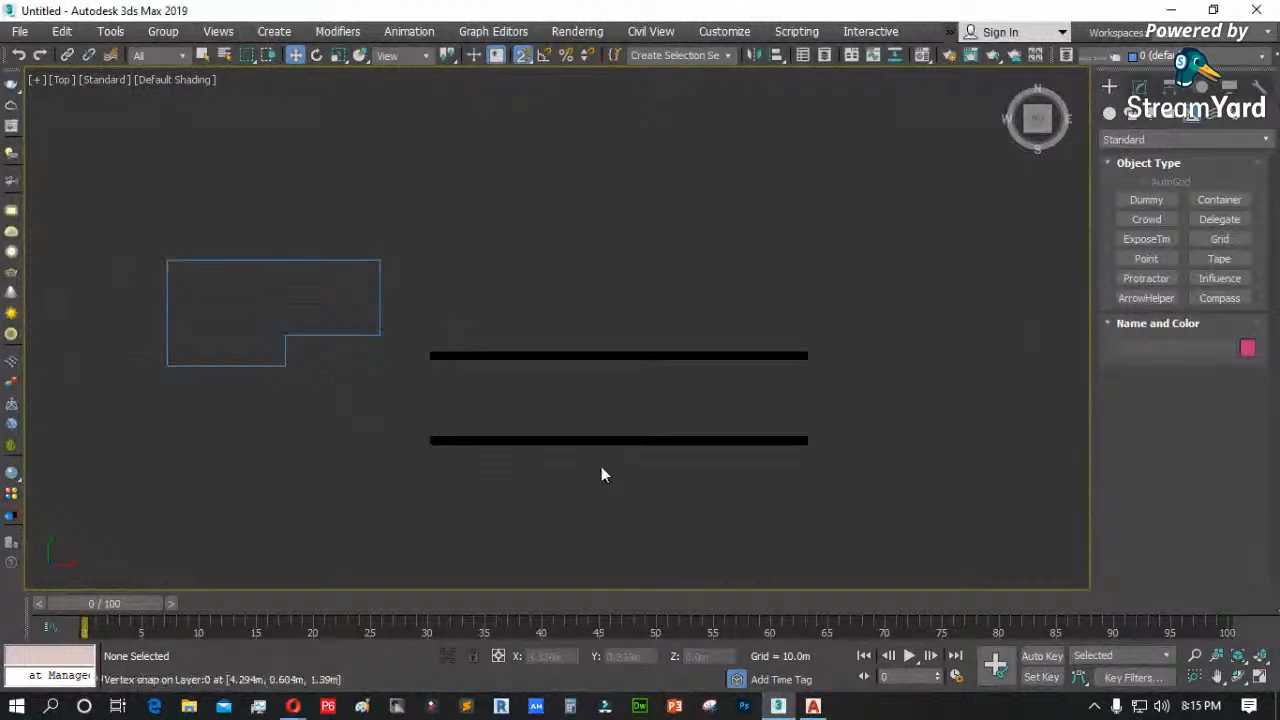 Untitled - Autodesk 3ds Max 2019
File Edit Tools Group Views Create Modifiers Animation Graph Editors Rendering Civil View Customize Scripting Interactive » Sign In Workspaces:
Powered by
StreamYard
All View Create Selection Se 0 (def
[+] [Top] [Standard] [Default Shading]
N
W E
S
Standard
Object Type
AutoGrid
Dummy Container
Crowd Delegate
ExposeTm Grid
Point Tape
Protractor Influence
ArrowHelper Compass
Name and Color
< 0 / 100 >
0 5 10 15 20 25 30 35 40 45 50 55 60 65 70 75 80 85 90 95 100
None Selected X: Y: Z: Grid = 10.0m Auto Key Selected
at Manage Vertex snap on Layer:0 at [4.294m, 0.604m, 1.39m] Add Time Tag 0 Set Key Key Filters...
8:15 PM